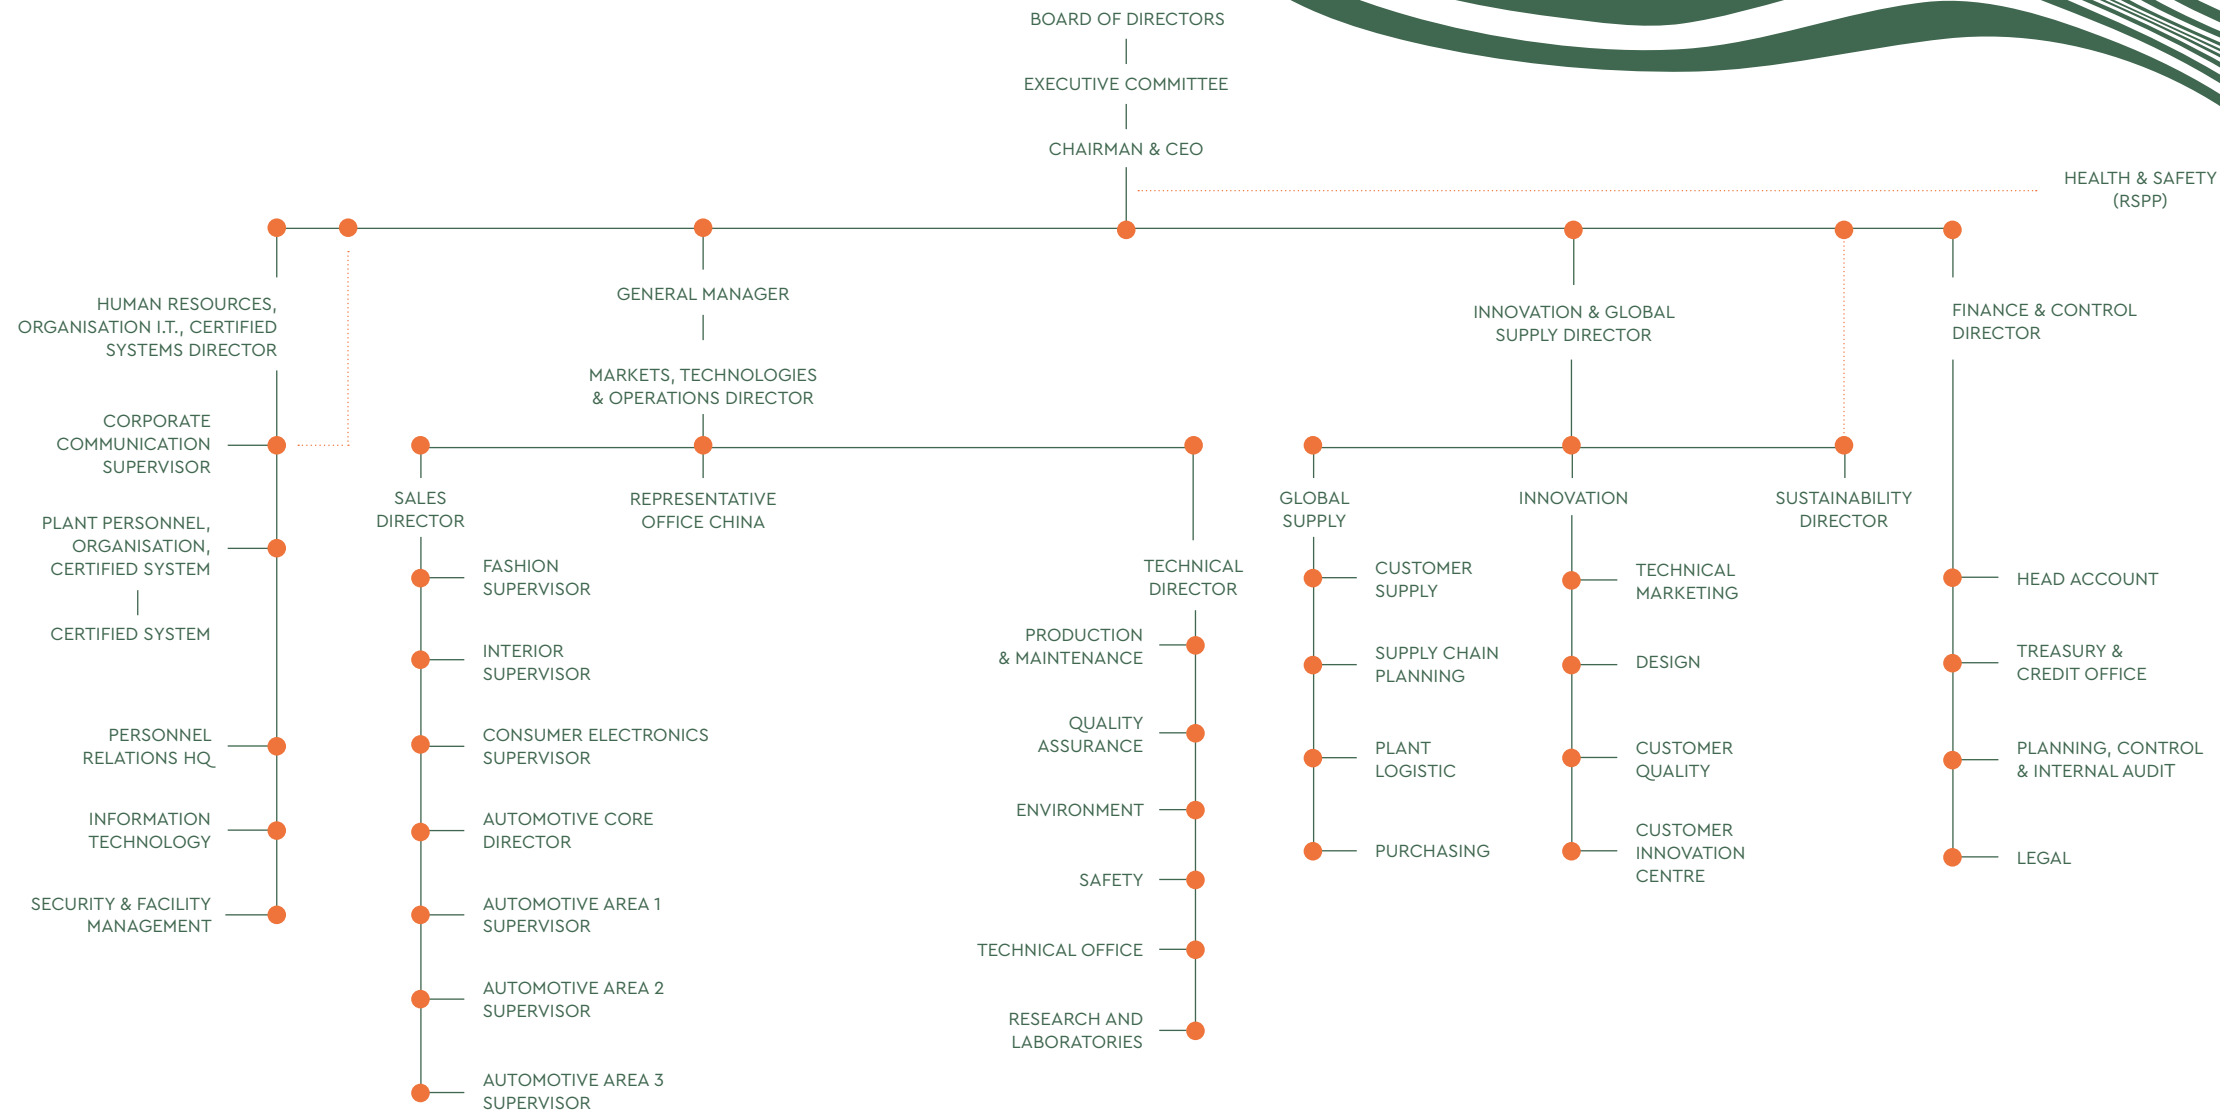 BOARD OF DIRECTORS
EXECUTIVE COMMITTEE
CHAIRMAN & CEO
HEALTH & SAFETY
(RSPP)
HUMAN RESOURCES,
ORGANISATION I.T., CERTIFIED
SYSTEMS DIRECTOR
CORPORATE
COMMUNICATION
SUPERVISOR
PLANT PERSONNEL,
ORGANISATION,
CERTIFIED SYSTEM
CERTIFIED SYSTEM
PERSONNEL
RELATIONS HQ
INFORMATION
TECHNOLOGY
SECURITY & FACILITY
MANAGEMENT
GENERAL MANAGER
MARKETS, TECHNOLOGIES
& OPERATIONS DIRECTOR
SALES
DIRECTOR
FASHION
SUPERVISOR
INTERIOR
SUPERVISOR
CONSUMER ELECTRONICS
SUPERVISOR
AUTOMOTIVE CORE
DIRECTOR
AUTOMOTIVE AREA 1
SUPERVISOR
AUTOMOTIVE AREA 2
SUPERVISOR
AUTOMOTIVE AREA 3
SUPERVISOR
REPRESENTATIVE
OFFICE CHINA
TECHNICAL
DIRECTOR
PRODUCTION
& MAINTENANCE
QUALITY
ASSURANCE
ENVIRONMENT
SAFETY
TECHNICAL OFFICE
RESEARCH AND
LABORATORIES
INNOVATION & GLOBAL
SUPPLY DIRECTOR
GLOBAL
SUPPLY
CUSTOMER
SUPPLY
SUPPLY CHAIN
PLANNING
PLANT
LOGISTIC
PURCHASING
INNOVATION
TECHNICAL
MARKETING
DESIGN
CUSTOMER
QUALITY
CUSTOMER
INNOVATION
CENTRE
SUSTAINABILITY
DIRECTOR
FINANCE & CONTROL
DIRECTOR
HEAD ACCOUNT
TREASURY &
CREDIT OFFICE
PLANNING, CONTROL
& INTERNAL AUDIT
LEGAL